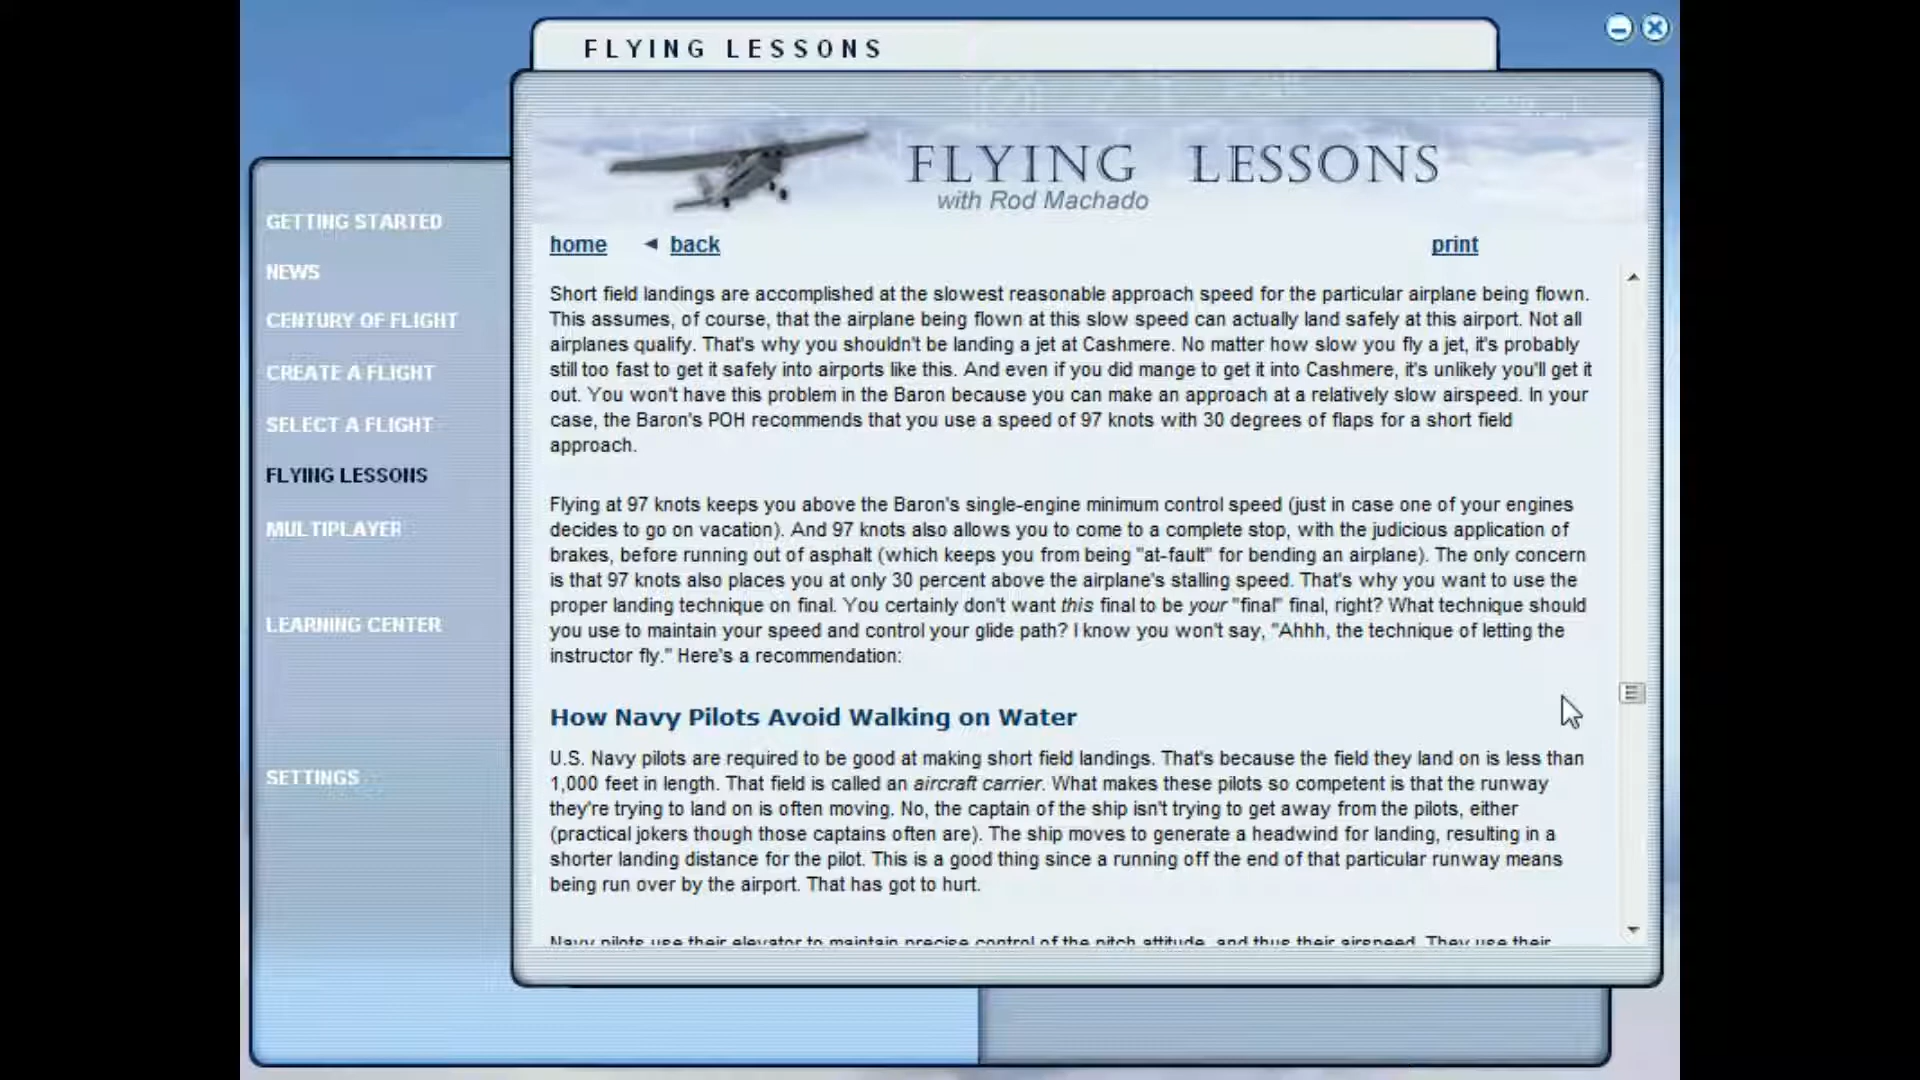 FLYING LESSONS
FLYING LESSONS
with Rod Machado
home back print
GETTING STARTED
NEWS
CENTURY OF FLIGHT
CREATE A FLIGHT
SELECT A FLIGHT
FLYING LESSONS
MULTIPLAYER
LEARNING CENTER
SETTINGS
Short field landings are accomplished at the slowest reasonable approach speed for the particular airplane being flown.
This assumes, of course, that the airplane being flown at this slow speed can actually land safely at this airport. Not all
airplanes qualify. That's why you shouldn't be landing a jet at Cashmere. No matter how slow you fly a jet, it's probably
still too fast to get it safely into airports like this. And even if you did mange to get it into Cashmere, it's unlikely you'll get it
out. You won't have this problem in the Baron because you can make an approach at a relatively slow airspeed. In your
case, the Baron's POH recommends that you use a speed of 97 knots with 30 degrees of flaps for a short field
approach.
Flying at 97 knots keeps you above the Baron's single-engine minimum control speed (just in case one of your engines
decides to go on vacation). And 97 knots also allows you to come to a complete stop, with the judicious application of
brakes, before running out of asphalt (which keeps you from being "at-fault" for bending an airplane). The only concern
is that 97 knots also places you at only 30 percent above the airplane's stalling speed. That's why you want to use the
proper landing technique on final. You certainly don't want this final to be your "final" final, right? What technique should
you use to maintain your speed and control your glide path? I know you won't say, "Ahhh, the technique of letting the
instructor fly." Here's a recommendation:
How Navy Pilots Avoid Walking on Water
U.S. Navy pilots are required to be good at making short field landings. That's because the field they land on is less than
1,000 feet in length. That field is called an aircraft carrier. What makes these pilots so competent is that the runway
they're trying to land on is often moving. No, the captain of the ship isn't trying to get away from the pilots, either
(practical jokers though those captains often are). The ship moves to generate a headwind for landing, resulting in a
shorter landing distance for the pilot. This is a good thing since a running off the end of that particular runway means
being run over by the airport. That has got to hurt.
Navy pilots use their elevator to maintain precise control of the pitch attitude, and thus their airspeed. They use their